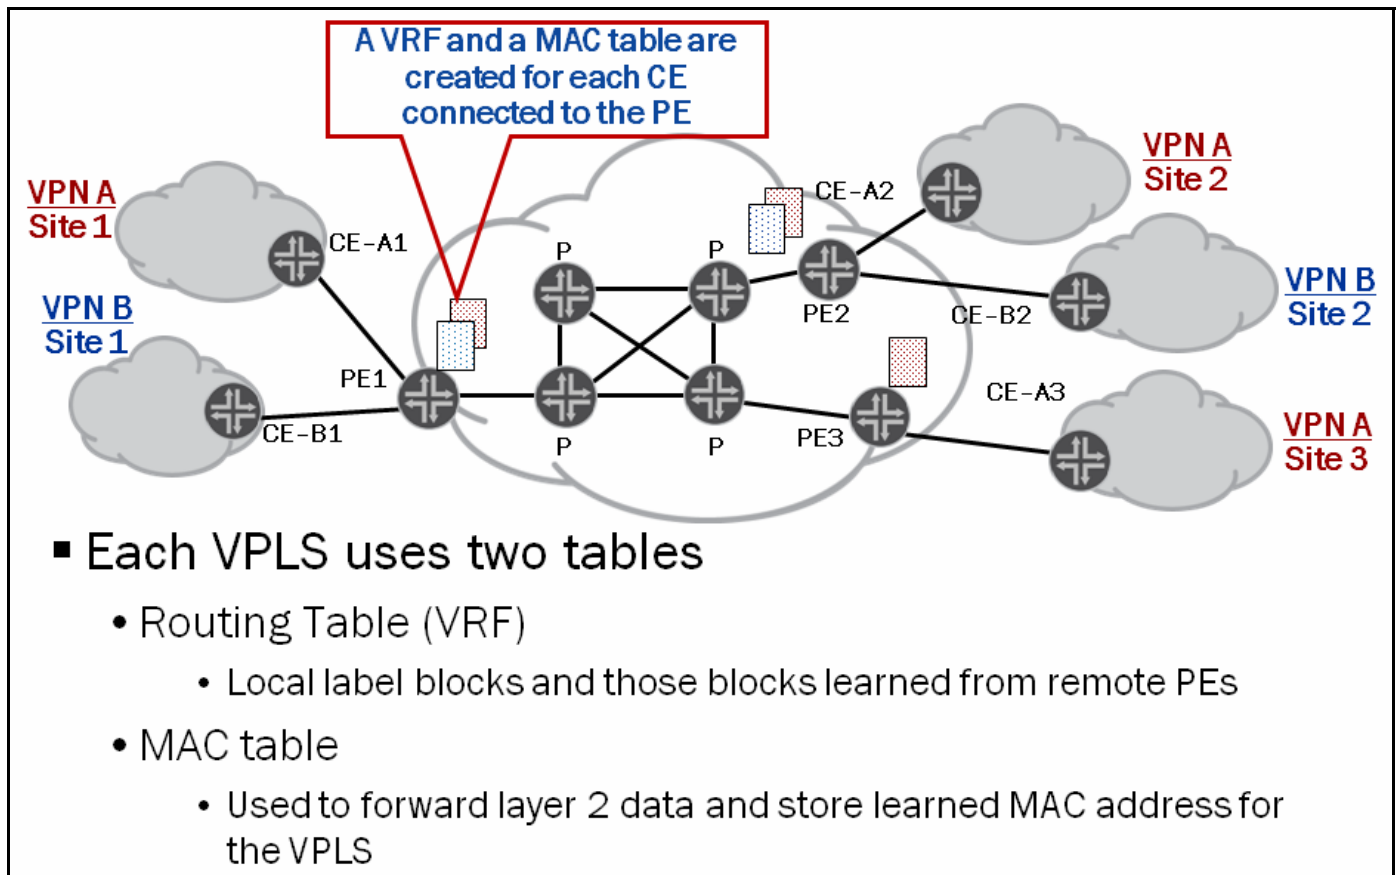 A VRF and a MAC table are
created for each CE
connected to the PE
VPN A
Site 1
CE-A1
VPN B
Site 1
CE-B1
PE1
P
P
P
P
CE-A2
PE2
VPN A
Site 2
CE-B2
VPN B
Site 2
PE3
CE-A3
VPN A
Site 3
▪ Each VPLS uses two tables
• Routing Table (VRF)
• Local label blocks and those blocks learned from remote PEs
• MAC table
• Used to forward layer 2 data and store learned MAC address for
the VPLS